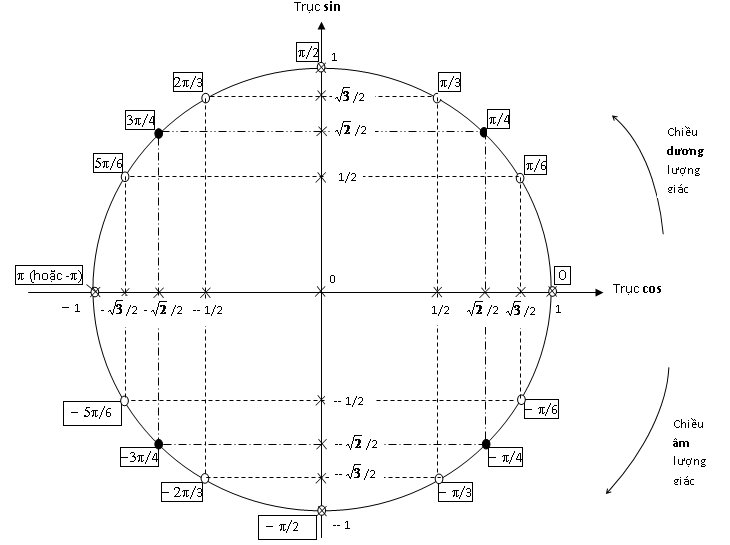 Trục sin
π/2
1
2π/3
√3 /2
π/3
3π/4
√2 /2
π/4
Chiều
dương
lượng
giác
5π/6
1/2
π/6
π (hoặc -π)
0
0
Trục cos
− 1
- √3 /2
- √2 /2
-- 1/2
1/2
√2 /2
√3 /2
1
− 5π/6
-- 1/2
− π/6
Chiều
âm
lượng
giác
−3π/4
-- √2 /2
− π/4
− 2π/3
-- √3 /2
− π/3
− π/2
-- 1